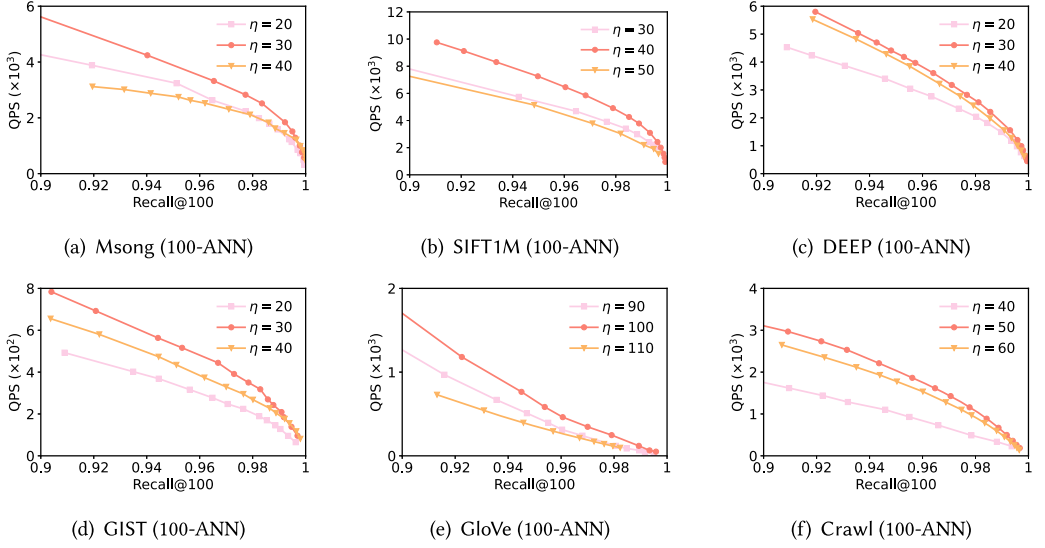 6
4
2
0
QPS (×10³)
η = 20
η = 30
η = 40
0.9 0.92 0.94 0.96 0.98 1
Recall@100
(a) Msong (100-ANN)
12
10
8
6
4
2
0
QPS (×10³)
η = 30
η = 40
η = 50
0.9 0.92 0.94 0.96 0.98 1
Recall@100
(b) SIFT1M (100-ANN)
6
5
4
3
2
1
0
QPS (×10³)
η = 20
η = 30
η = 40
0.9 0.92 0.94 0.96 0.98 1
Recall@100
(c) DEEP (100-ANN)
8
6
4
2
0
QPS (×10²)
η = 20
η = 30
η = 40
0.9 0.92 0.94 0.96 0.98 1
Recall@100
(d) GIST (100-ANN)
2
1
0
QPS (×10³)
η = 90
η = 100
η = 110
0.9 0.92 0.94 0.96 0.98 1
Recall@100
(e) GloVe (100-ANN)
4
3
2
1
0
QPS (×10³)
η = 40
η = 50
η = 60
0.9 0.92 0.94 0.96 0.98 1
Recall@100
(f) Crawl (100-ANN)